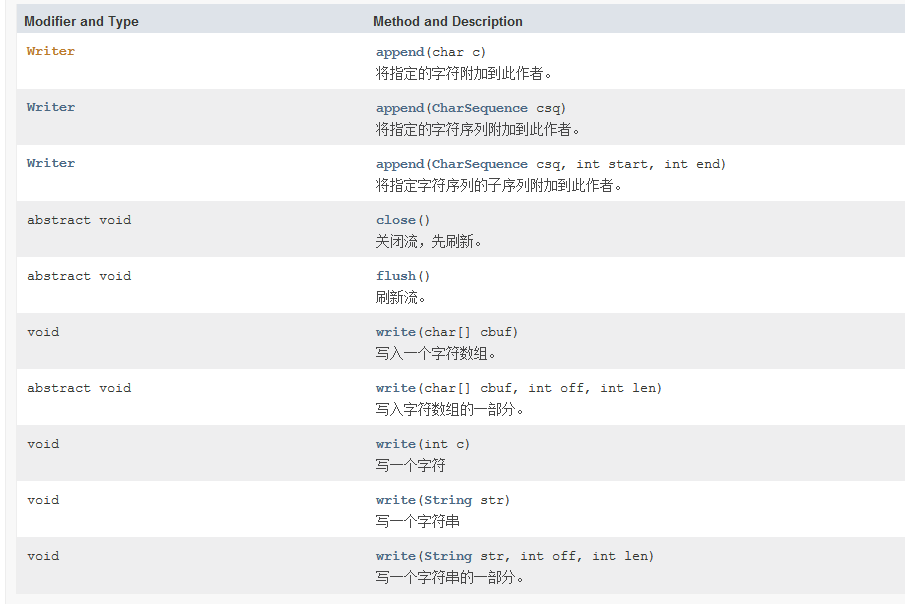 Modifier and Type Method and Description
Writer append(char c)
将指定的字符附加到此作者。
Writer append(CharSequence csq)
将指定的字符序列附加到此作者。
Writer append(CharSequence csq, int start, int end)
将指定字符序列的子序列附加到此作者。
abstract void close()
关闭流，先刷新。
abstract void flush()
刷新流。
void write(char[] cbuf)
写入一个字符数组。
abstract void write(char[] cbuf, int off, int len)
写入字符数组的一部分。
void write(int c)
写一个字符
void write(String str)
写一个字符串
void write(String str, int off, int len)
写一个字符串的一部分。